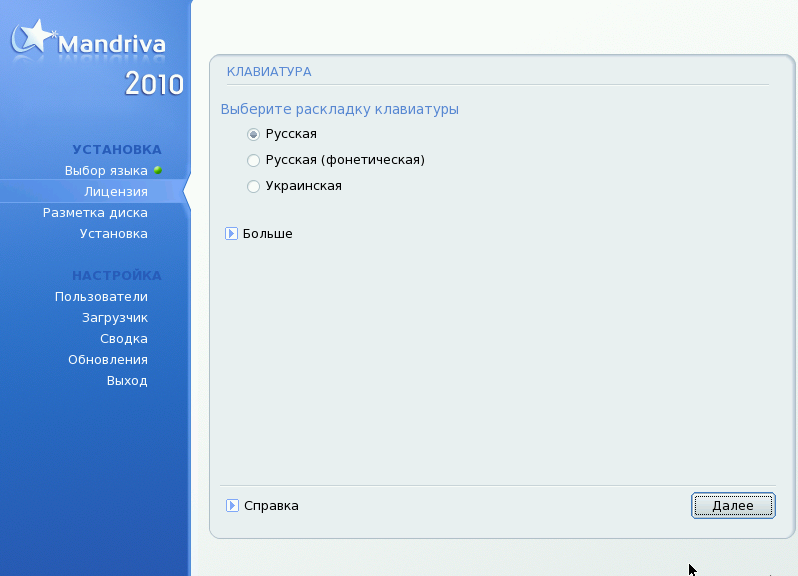 Mandriva
2010
УСТАНОВКА
Выбор языка
Лицензия
Разметка диска
Установка
НАСТРОЙКА
Пользователи
Загрузчик
Сводка
Обновления
Выход
КЛАВИАТУРА
Выберите раскладку клавиатуры
Русская
Русская (фонетическая)
Украинская
Больше
Справка
Далее